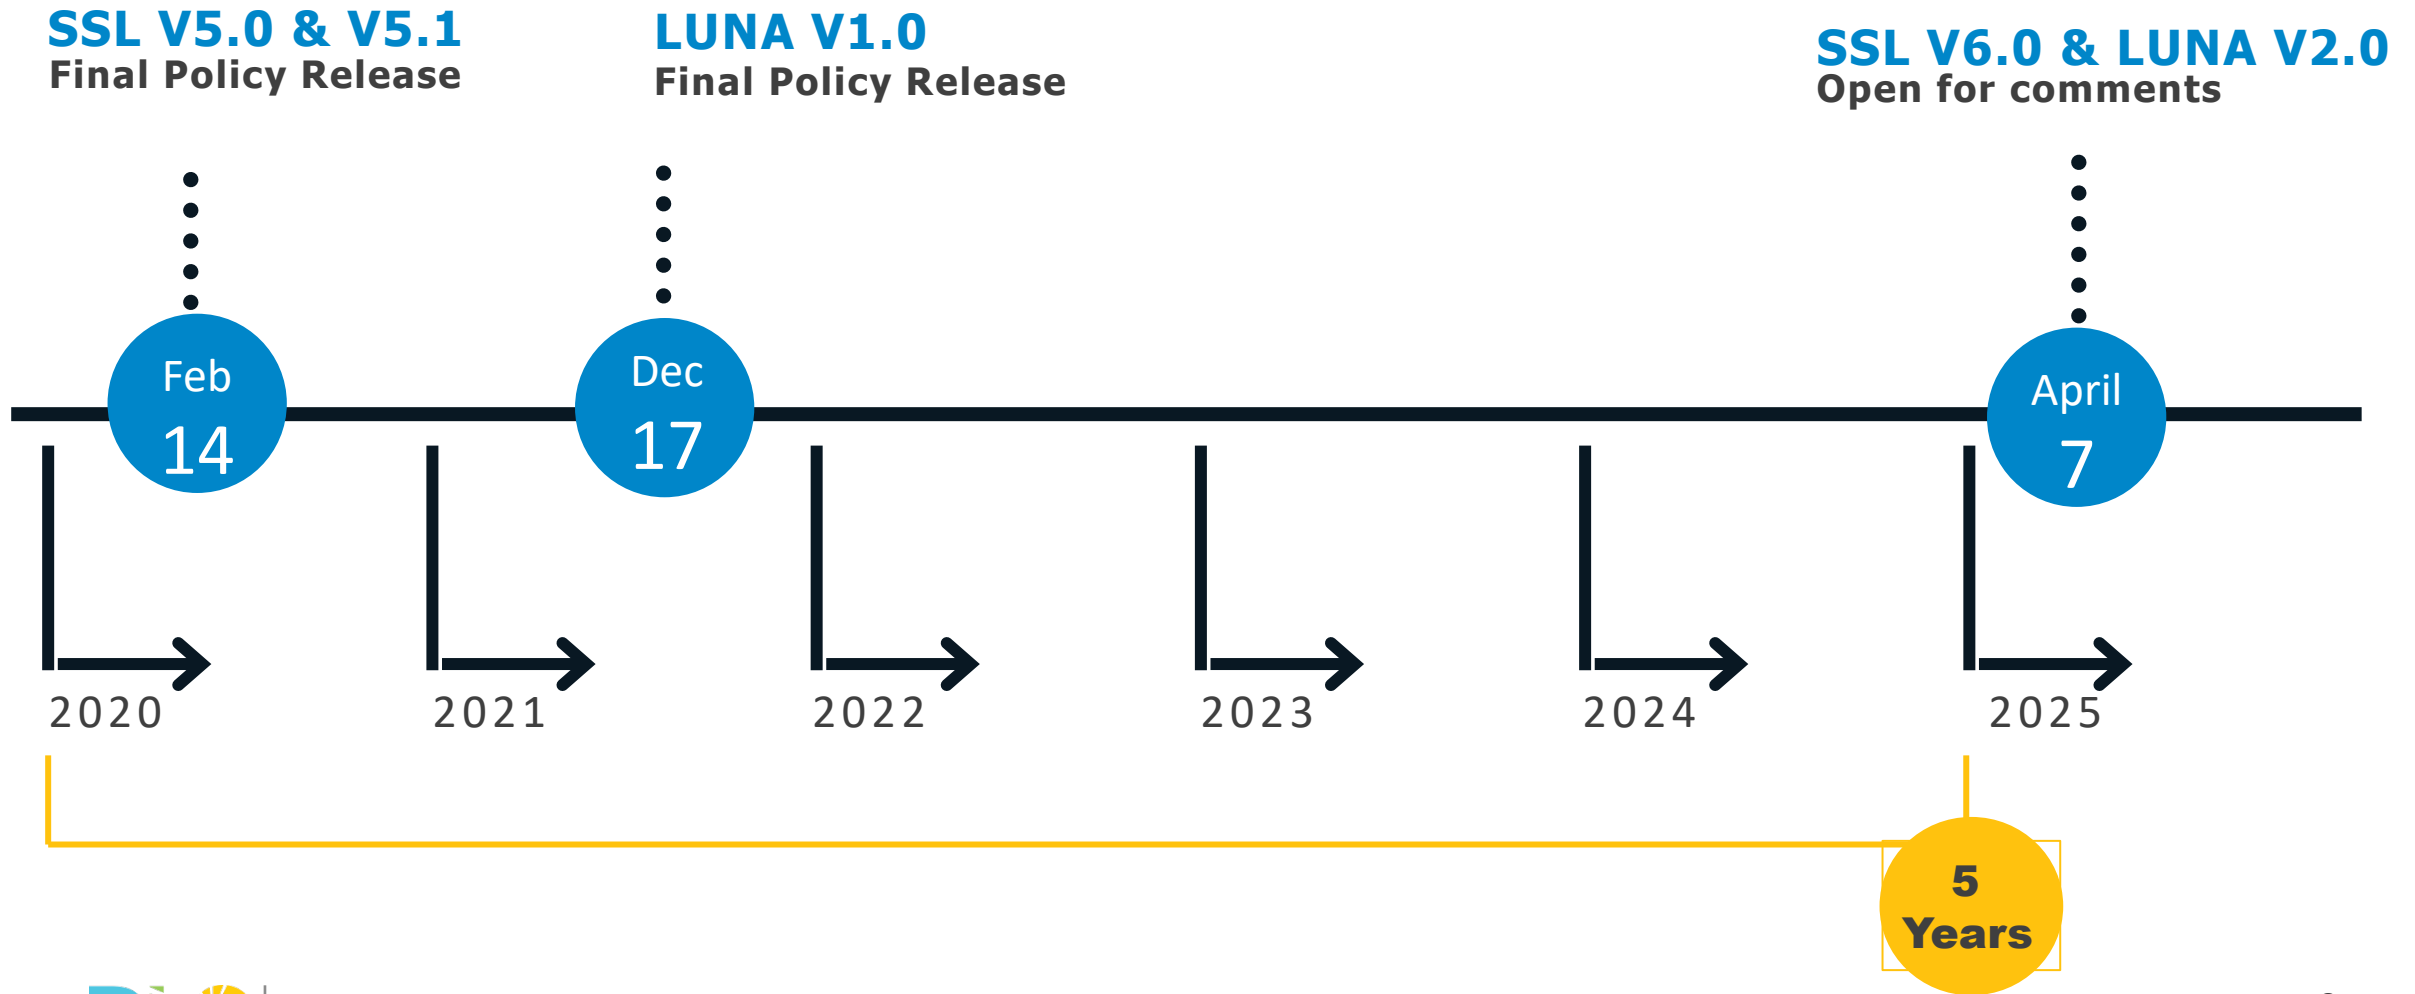 SSL V5.0 & V5.1
Final Policy Release
LUNA V1.0
Final Policy Release
SSL V6.0 & LUNA V2.0
Open for comments
Feb
14
Dec
17
April
7
2020
2021
2022
2023
2024
2025
5
Years